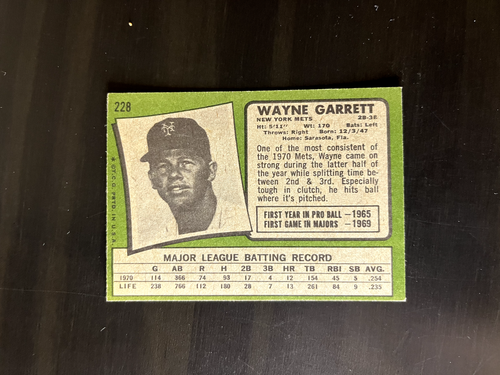 228
WAYNE GARRETT
NEW YORK METS 2B-3B
Ht: 5'11" Wt: 170 Bats: Left
Throws: Right Born: 12/3/47
Home: Sarasota, Fla.
One of the most consistent
of the 1970 Mets, Wayne came on
strong during the latter half of
the year while splitting time be-
tween 2nd & 3rd. Especially
tough in clutch, he hits ball
where it's pitched.
FIRST YEAR IN PRO BALL —1965
FIRST GAME IN MAJORS —1969
© T.C.G. PRTD. IN U.S.A.
MAJOR LEAGUE BATTING RECORD
G AB R H 2B 3B HR TB RBI SB AVG.
1970 114 366 74 93 17 4 12 154 45 5 .254
LIFE 238 766 112 180 28 7 13 261 84 9 .235